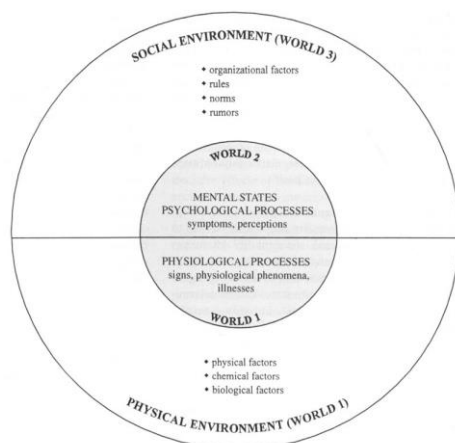 SOCIAL ENVIRONMENT (WORLD 3)
◆ organizational factors
◆ rules
◆ norms
◆ rumors
WORLD 2
MENTAL STATES
PSYCHOLOGICAL PROCESSES
symptoms, perceptions
PHYSIOLOGICAL PROCESSES
signs, physiological phenomena,
illnesses
WORLD 1
◆ physical factors
◆ chemical factors
◆ biological factors
PHYSICAL ENVIRONMENT (WORLD 1)